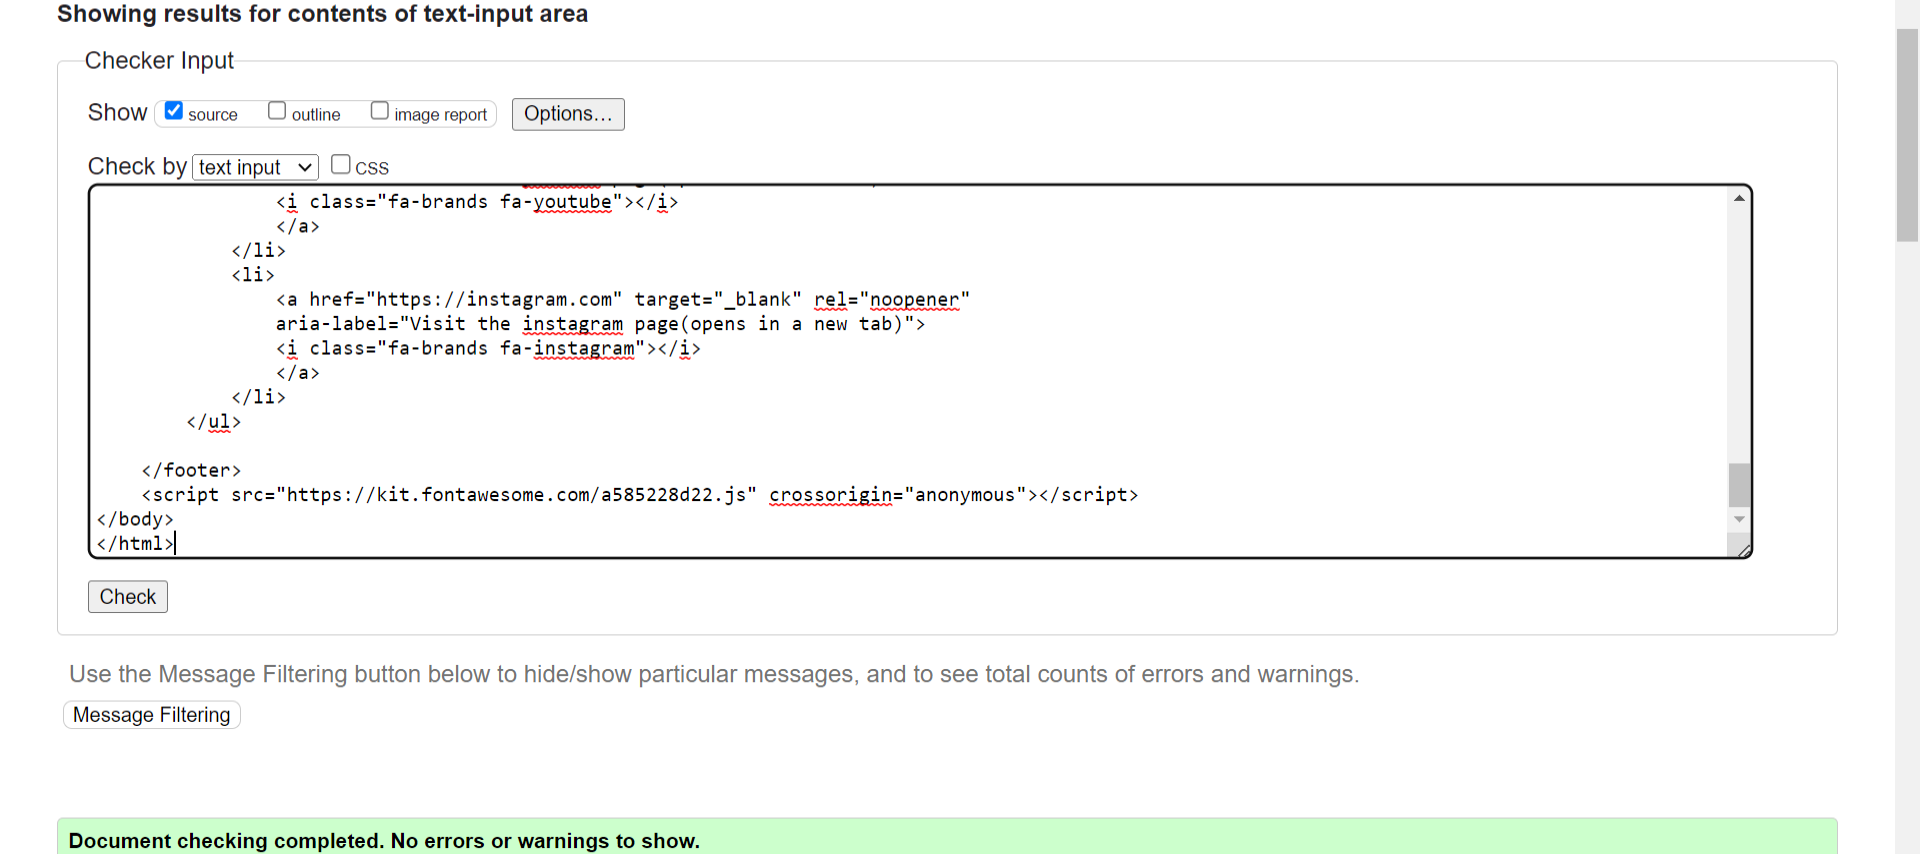 Showing results for contents of text-input area
Checker Input
Show source outline image report Options...
Check by text input CSS
<i class="fa-brands fa-youtube"></i>
</a>
</li>
<li>
<a href="https://instagram.com" target="_blank" rel="noopener"
aria-label="Visit the instagram page(opens in a new tab)">
<i class="fa-brands fa-instagram"></i>
</a>
</li>
</ul>
</footer>
<script src="https://kit.fontawesome.com/a585228d22.js" crossorigin="anonymous"></script>
</body>
</html>
Check
Use the Message Filtering button below to hide/show particular messages, and to see total counts of errors and warnings.
Message Filtering
Document checking completed. No errors or warnings to show.